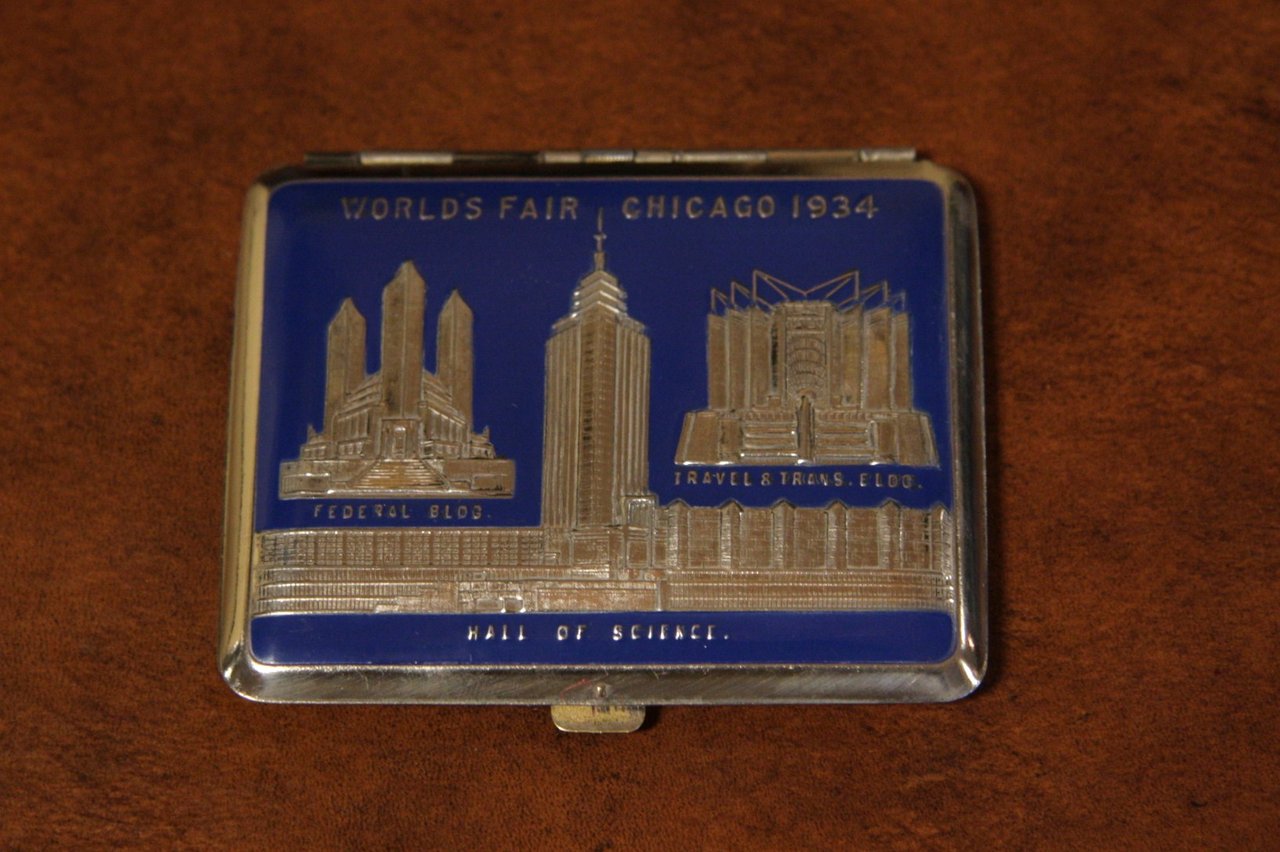 WORLDS FAIR CHICAGO 1934
TRAVEL & TRANS. BLDG.
FEDERAL BLDG.
HALL OF SCIENCE.